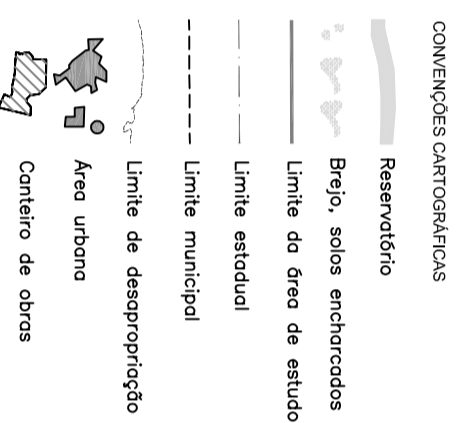 CONVENÇÕES CARTOGRÁFICAS
Reservatório
Brejo, solos encharcados
Limite da área de estudo
Limite estadual
Limite municipal
Limite de desapropriação
Área urbana
Canteiro de obras